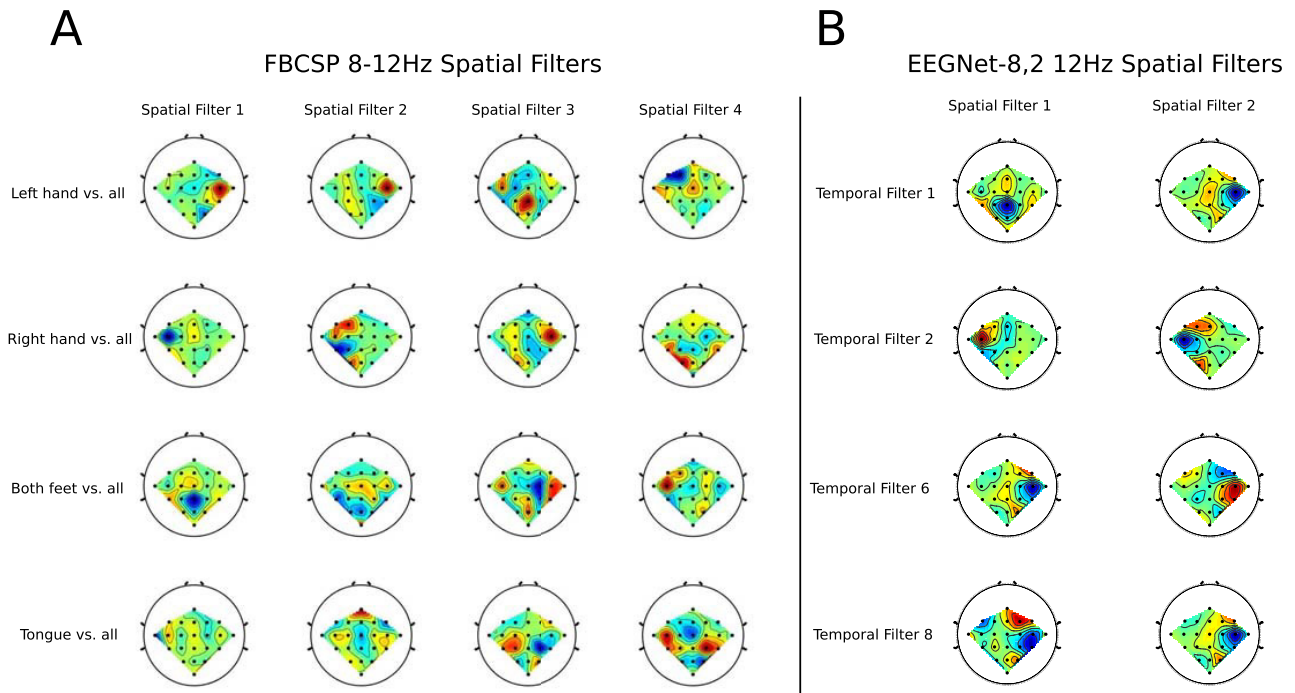 A
FBCSP 8-12Hz Spatial Filters
Spatial Filter 1
Spatial Filter 2
Spatial Filter 3
Spatial Filter 4
Left hand vs. all
Right hand vs. all
Both feet vs. all
Tongue vs. all
B
EEGNet-8,2 12Hz Spatial Filters
Spatial Filter 1
Spatial Filter 2
Temporal Filter 1
Temporal Filter 2
Temporal Filter 6
Temporal Filter 8